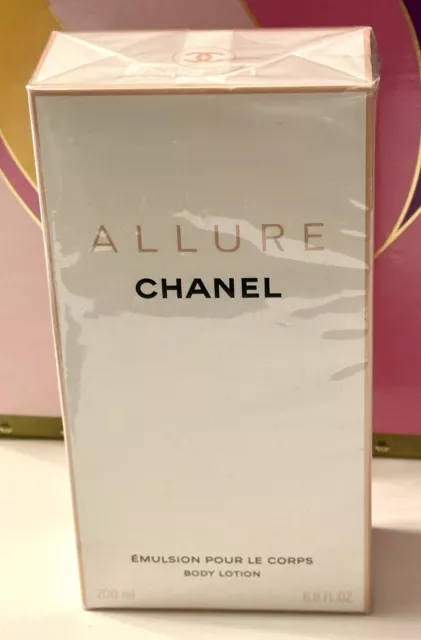 ALLURE
CHANEL
ÉMULSION POUR LE CORPS
BODY LOTION
200 ml 6.8 FL.OZ.